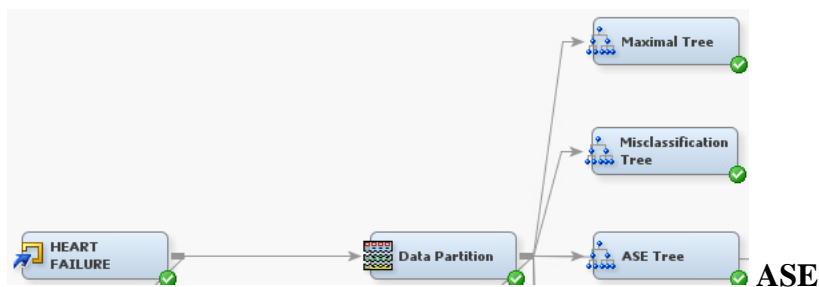 Maximal Tree
Misclassification
Tree
HEART
FAILURE
Data Partition
ASE Tree
ASE